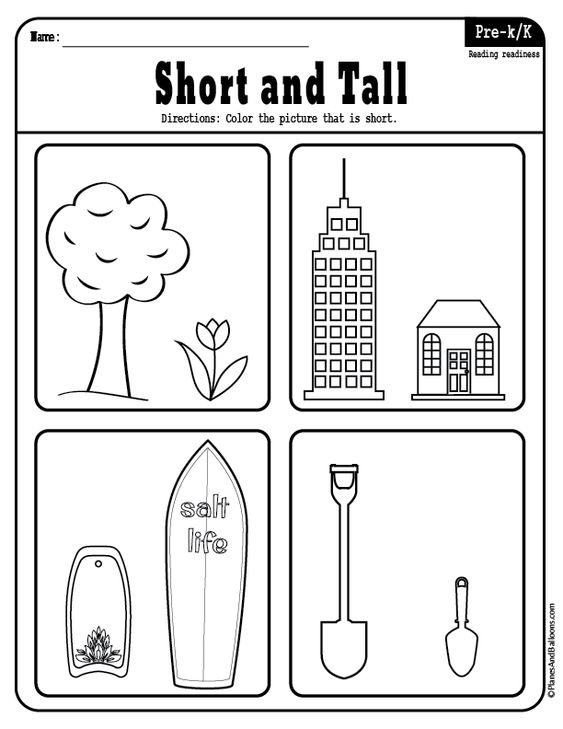 Name:
Pre-k/K
Reading readiness
Short and Tall
Directions: Color the picture that is short.
salt
life
©PlanesAndBalloons.com